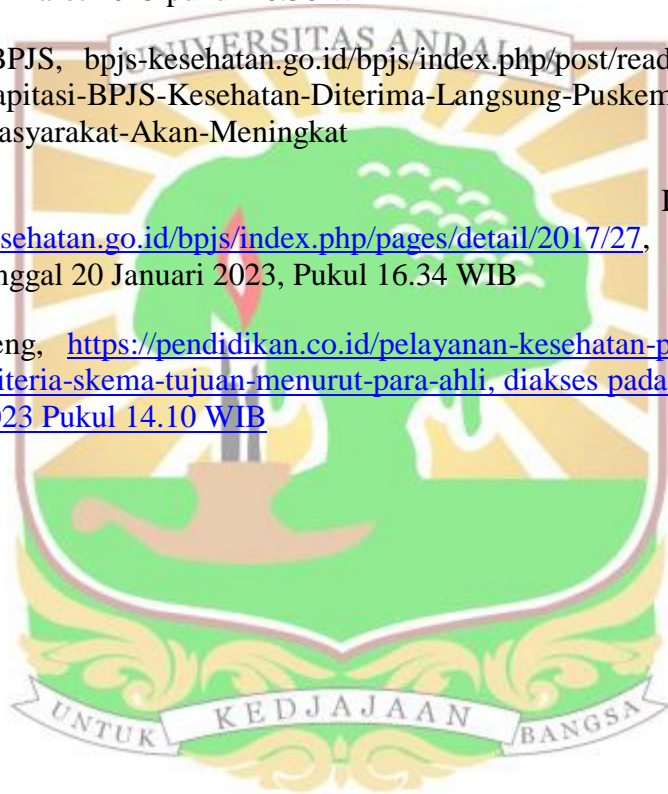 UNIVERSITAS ANDALA
BPJS, bpjs-kesehatan.go.id/bpjs/index.php/post/read
apitasi-BPJS-Kesehatan-Diterima-Langsung-Puskem
asyarakat-Akan-Meningkat
sehatan.go.id/bpjs/index.php/pages/detail/2017/27,
nggal 20 Januari 2023, Pukul 16.34 WIB
eng, https://pendidikan.co.id/pelayanan-kesehatan-p
iteria-skema-tujuan-menurut-para-ahli, diakses pada
023 Pukul 14.10 WIB
UNTUK KEDJAJAAN BANGSA